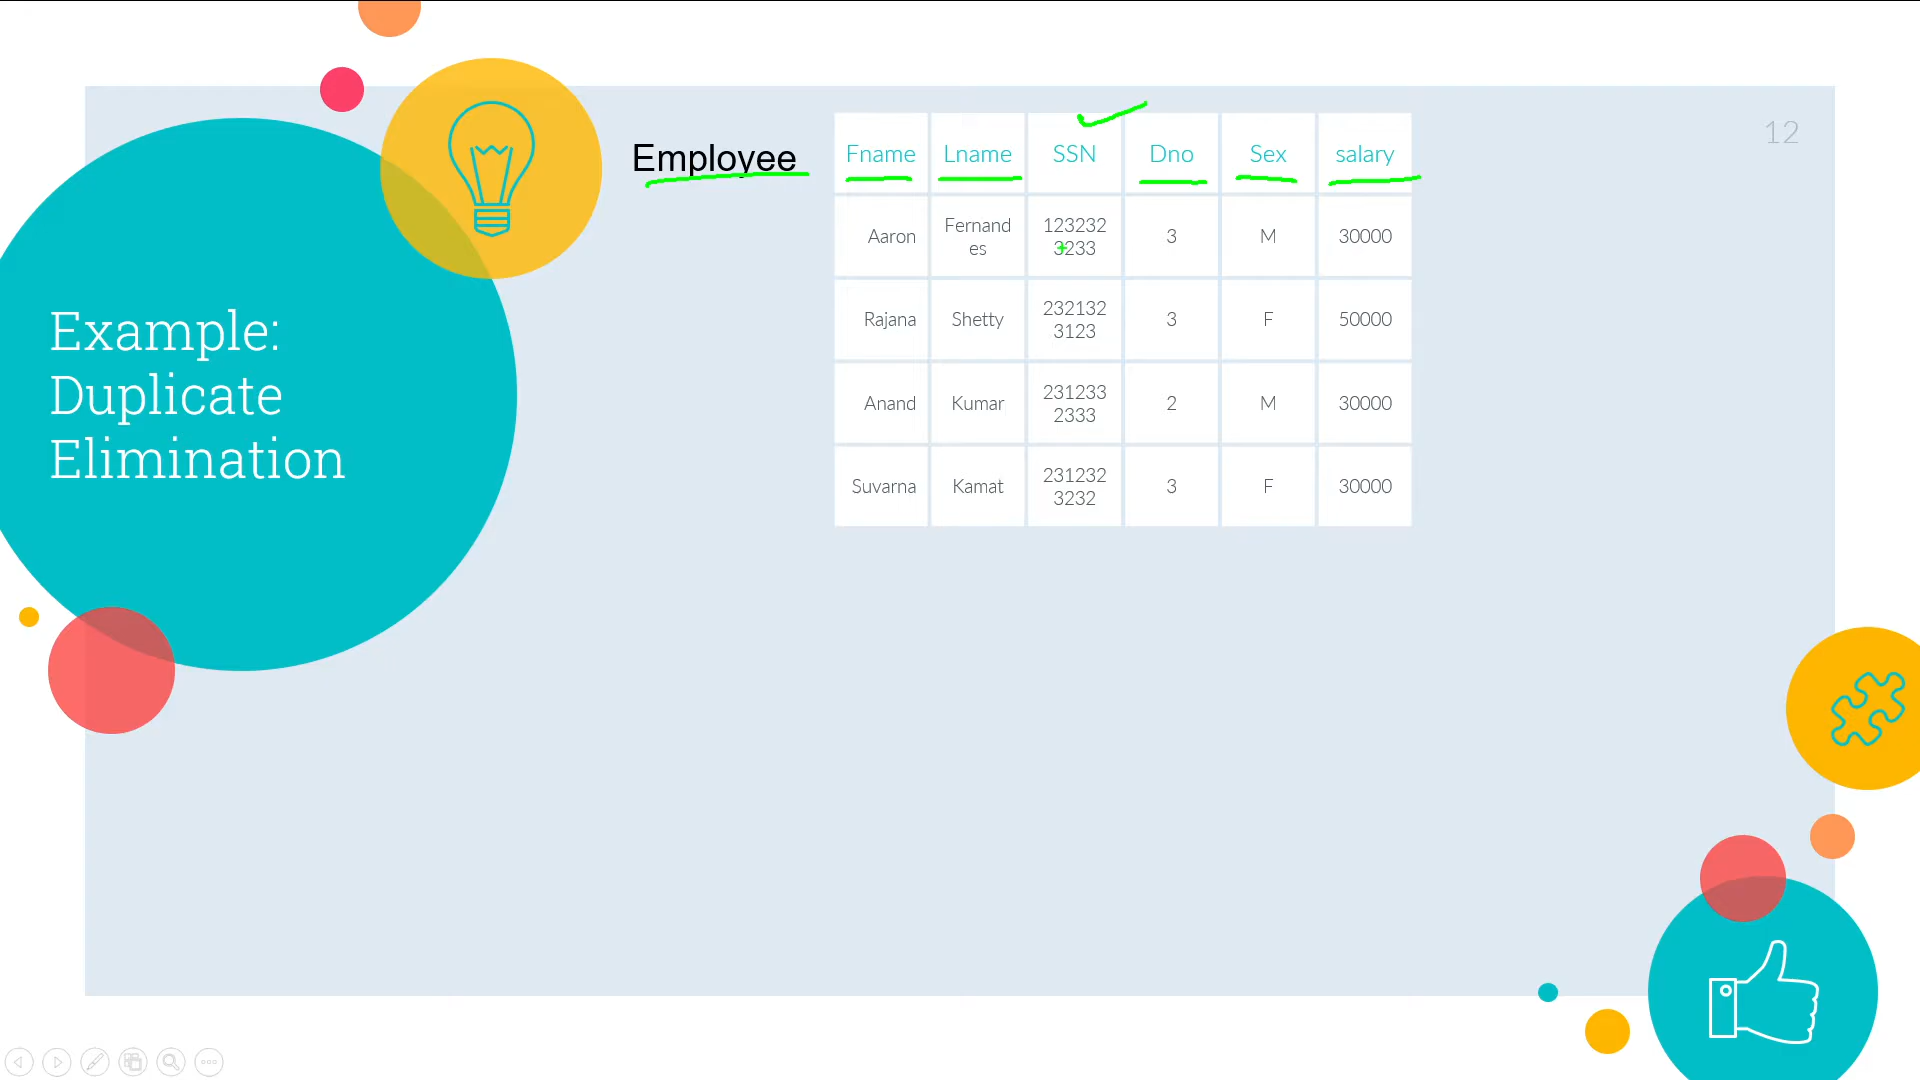 12
Employee
Fname Lname SSN Dno Sex salary
Aaron Fernand es 123232 3233 3 M 30000
Rajana Shetty 232132 3123 3 F 50000
Anand Kumar 231233 2333 2 M 30000
Suvarna Kamat 231232 3232 3 F 30000
Example:
Duplicate
Elimination